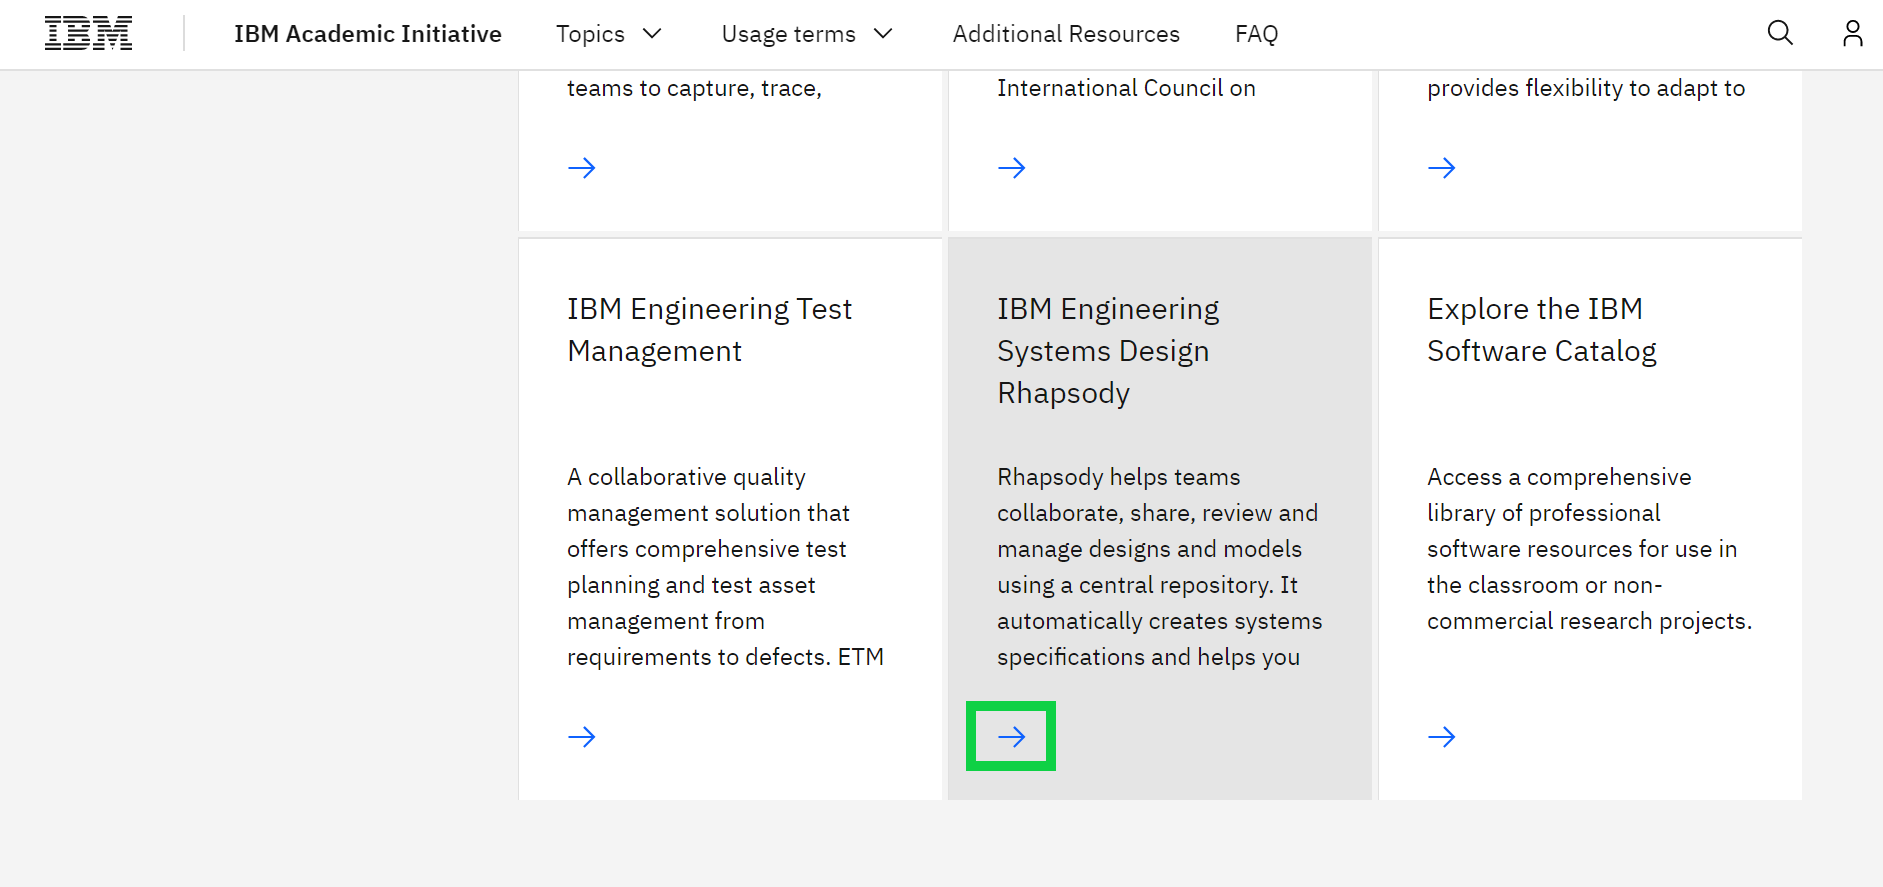 IBM
IBM Academic Initiative
Topics
Usage terms
Additional Resources
FAQ
teams to capture, trace,
International Council on
provides flexibility to adapt to
IBM Engineering Test
Management
A collaborative quality
management solution that
offers comprehensive test
planning and test asset
management from
requirements to defects. ETM
IBM Engineering
Systems Design
Rhapsody
Rhapsody helps teams
collaborate, share, review and
manage designs and models
using a central repository. It
automatically creates systems
specifications and helps you
Explore the IBM
Software Catalog
Access a comprehensive
library of professional
software resources for use in
the classroom or non-
commercial research projects.